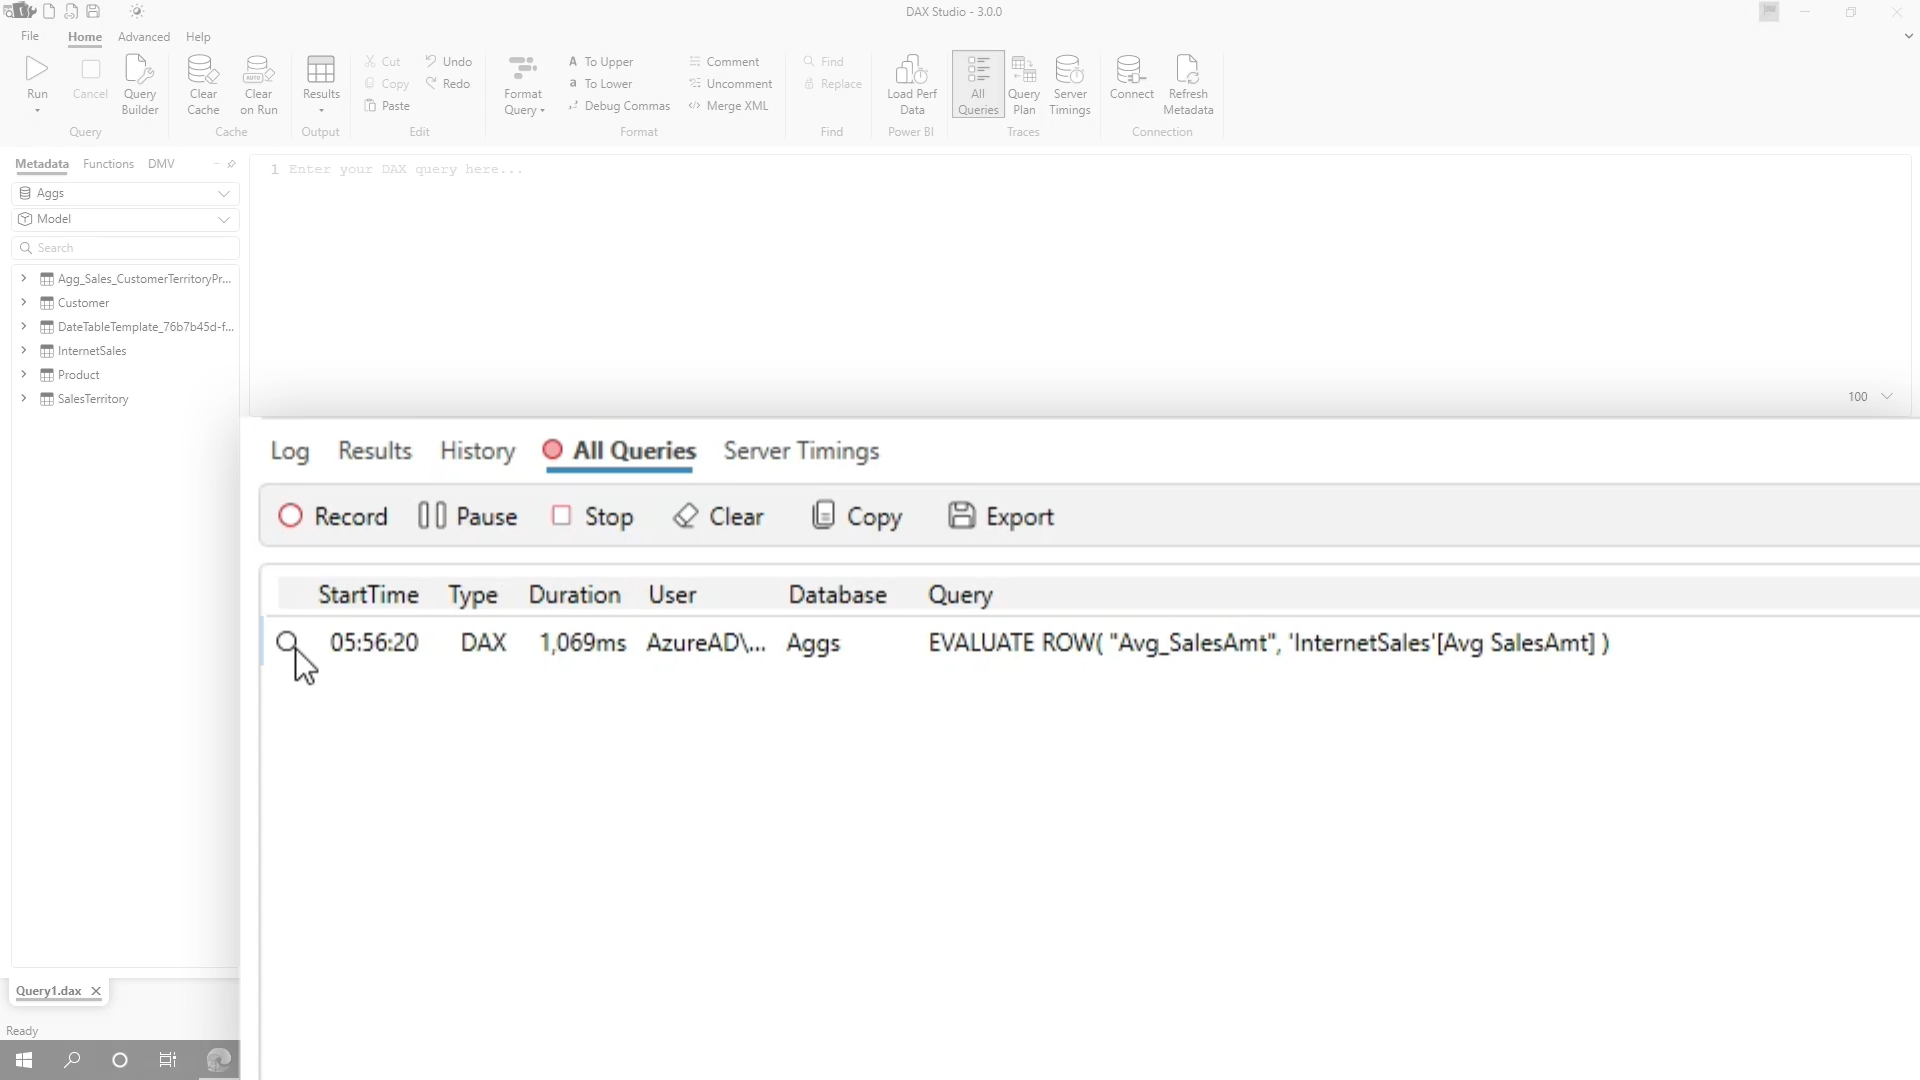 DAX Studio - 3.0.0
File Home Advanced Help
Run
Cancel
Query Builder
Query
Clear Cache
AUTO
Clear on Run
Cache
Results
Output
Cut
Copy
Paste
Undo
Redo
Edit
Format Query
A To Upper
a To Lower
Debug Commas
Comment
Uncomment
Merge XML
Format
Find
Replace
Find
Load Perf Data
Power BI
All Queries
Query Plan
Server Timings
Traces
Connect
Refresh Metadata
Connection
Metadata Functions DMV
Aggs
Model
Search
Agg_Sales_CustomerTerritoryPr...
Customer
DateTableTemplate_76b7b45d-f...
InternetSales
Product
SalesTerritory
1 Enter your DAX query here...
100
Log Results History All Queries Server Timings
Record Pause Stop Clear Copy Export
StartTime Type Duration User Database Query
05:56:20 DAX 1,069ms AzureAD\... Aggs EVALUATE ROW( "Avg_SalesAmt", 'InternetSales'[Avg SalesAmt] )
Query1.dax
Ready